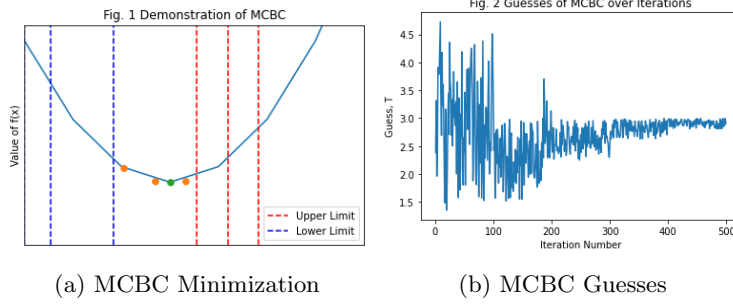 Fig. 1 Demonstration of MCBC
Value of f(x)
Upper Limit
Lower Limit
(a) MCBC Minimization
Fig. 2 Guesses of MCBC over Iterations
Guess, T
4.5
4.0
3.5
3.0
2.5
2.0
1.5
0
100
200
300
400
500
Iteration Number
(b) MCBC Guesses